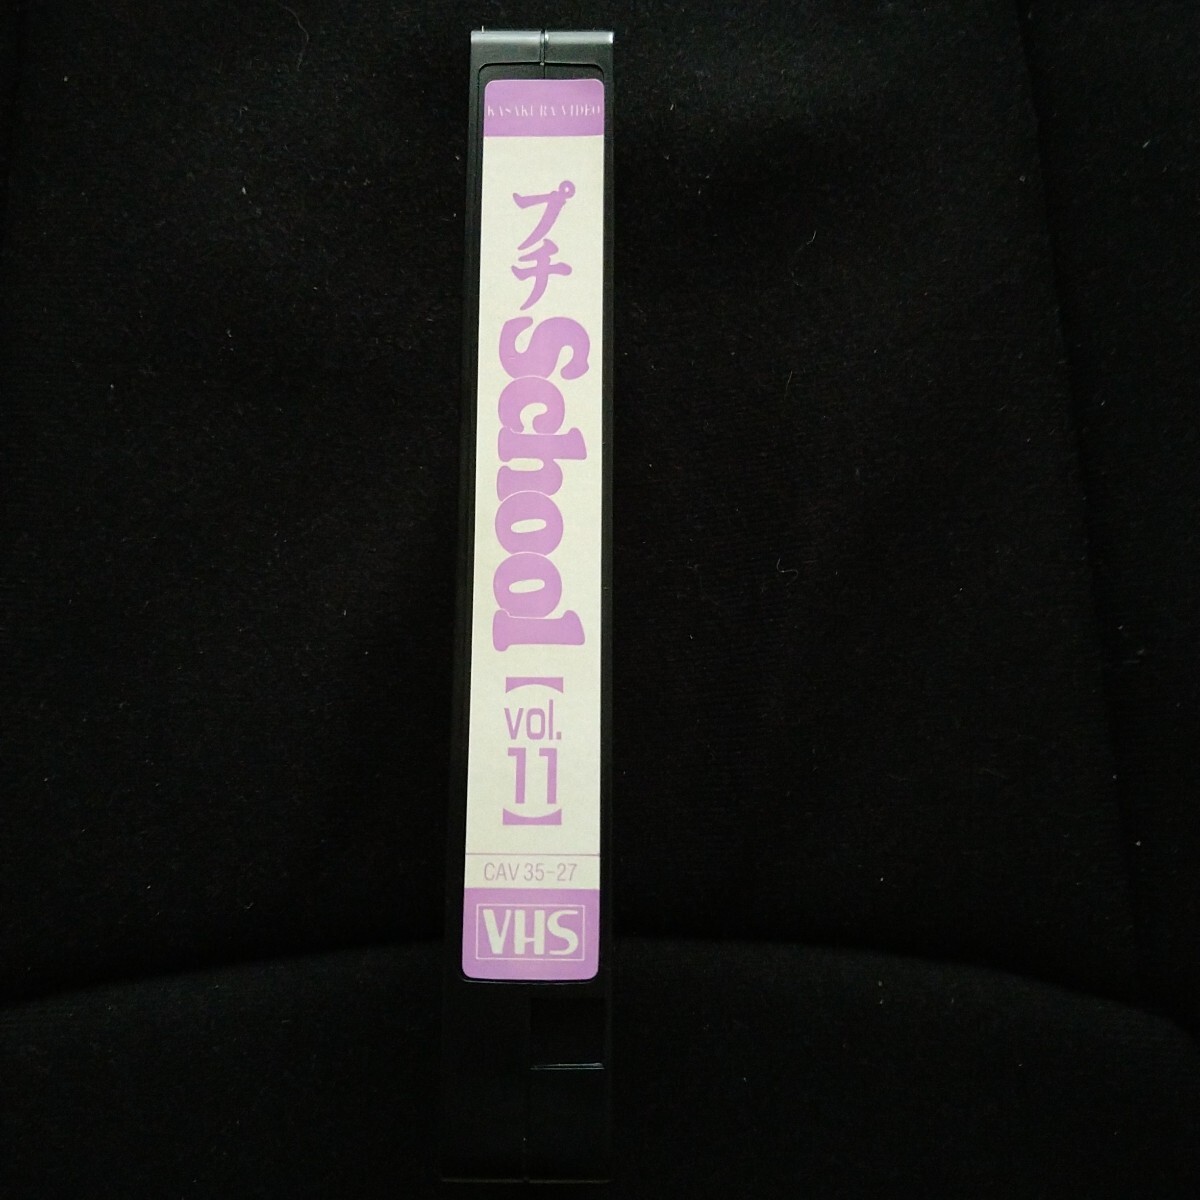 KASAKURA VIDEO
プチSchool
【vol.
11】
CAV 35-27
VHS